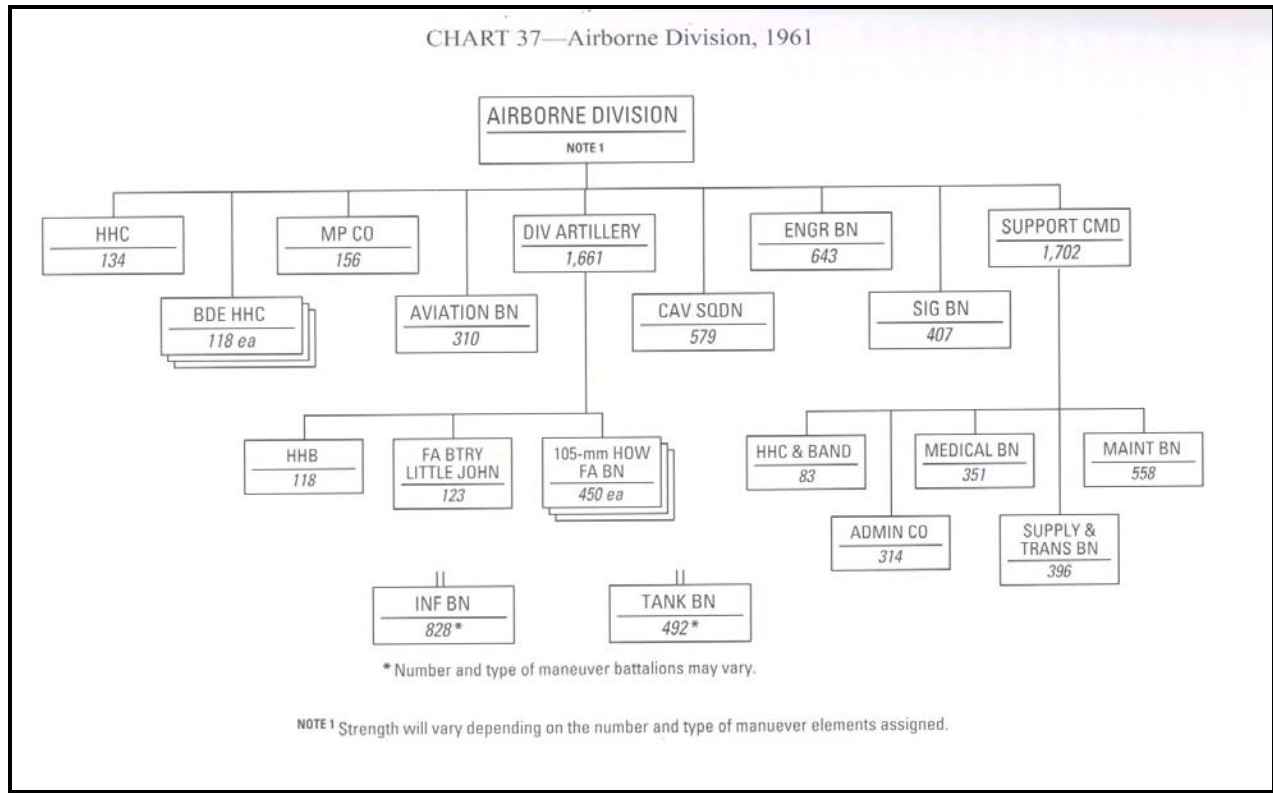 CHART 37—Airborne Division, 1961
AIRBORNE DIVISION
NOTE 1
HHC
134
BDE HHC
118 ea
MP CO
156
AVIATION BN
310
DIV ARTILLERY
1,661
CAV SQDN
579
ENGR BN
643
SIG BN
407
SUPPORT CMD
1,702
HHB
118
FA BTRY
LITTLE JOHN
123
105-mm HOW
FA BN
450 ea
HHC & BAND
83
ADMIN CO
314
MEDICAL BN
351
SUPPLY &
TRANS BN
396
MAINT BN
558
INF BN
828*
TANK BN
492*
* Number and type of maneuver battalions may vary.
NOTE 1 Strength will vary depending on the number and type of manuever elements assigned.